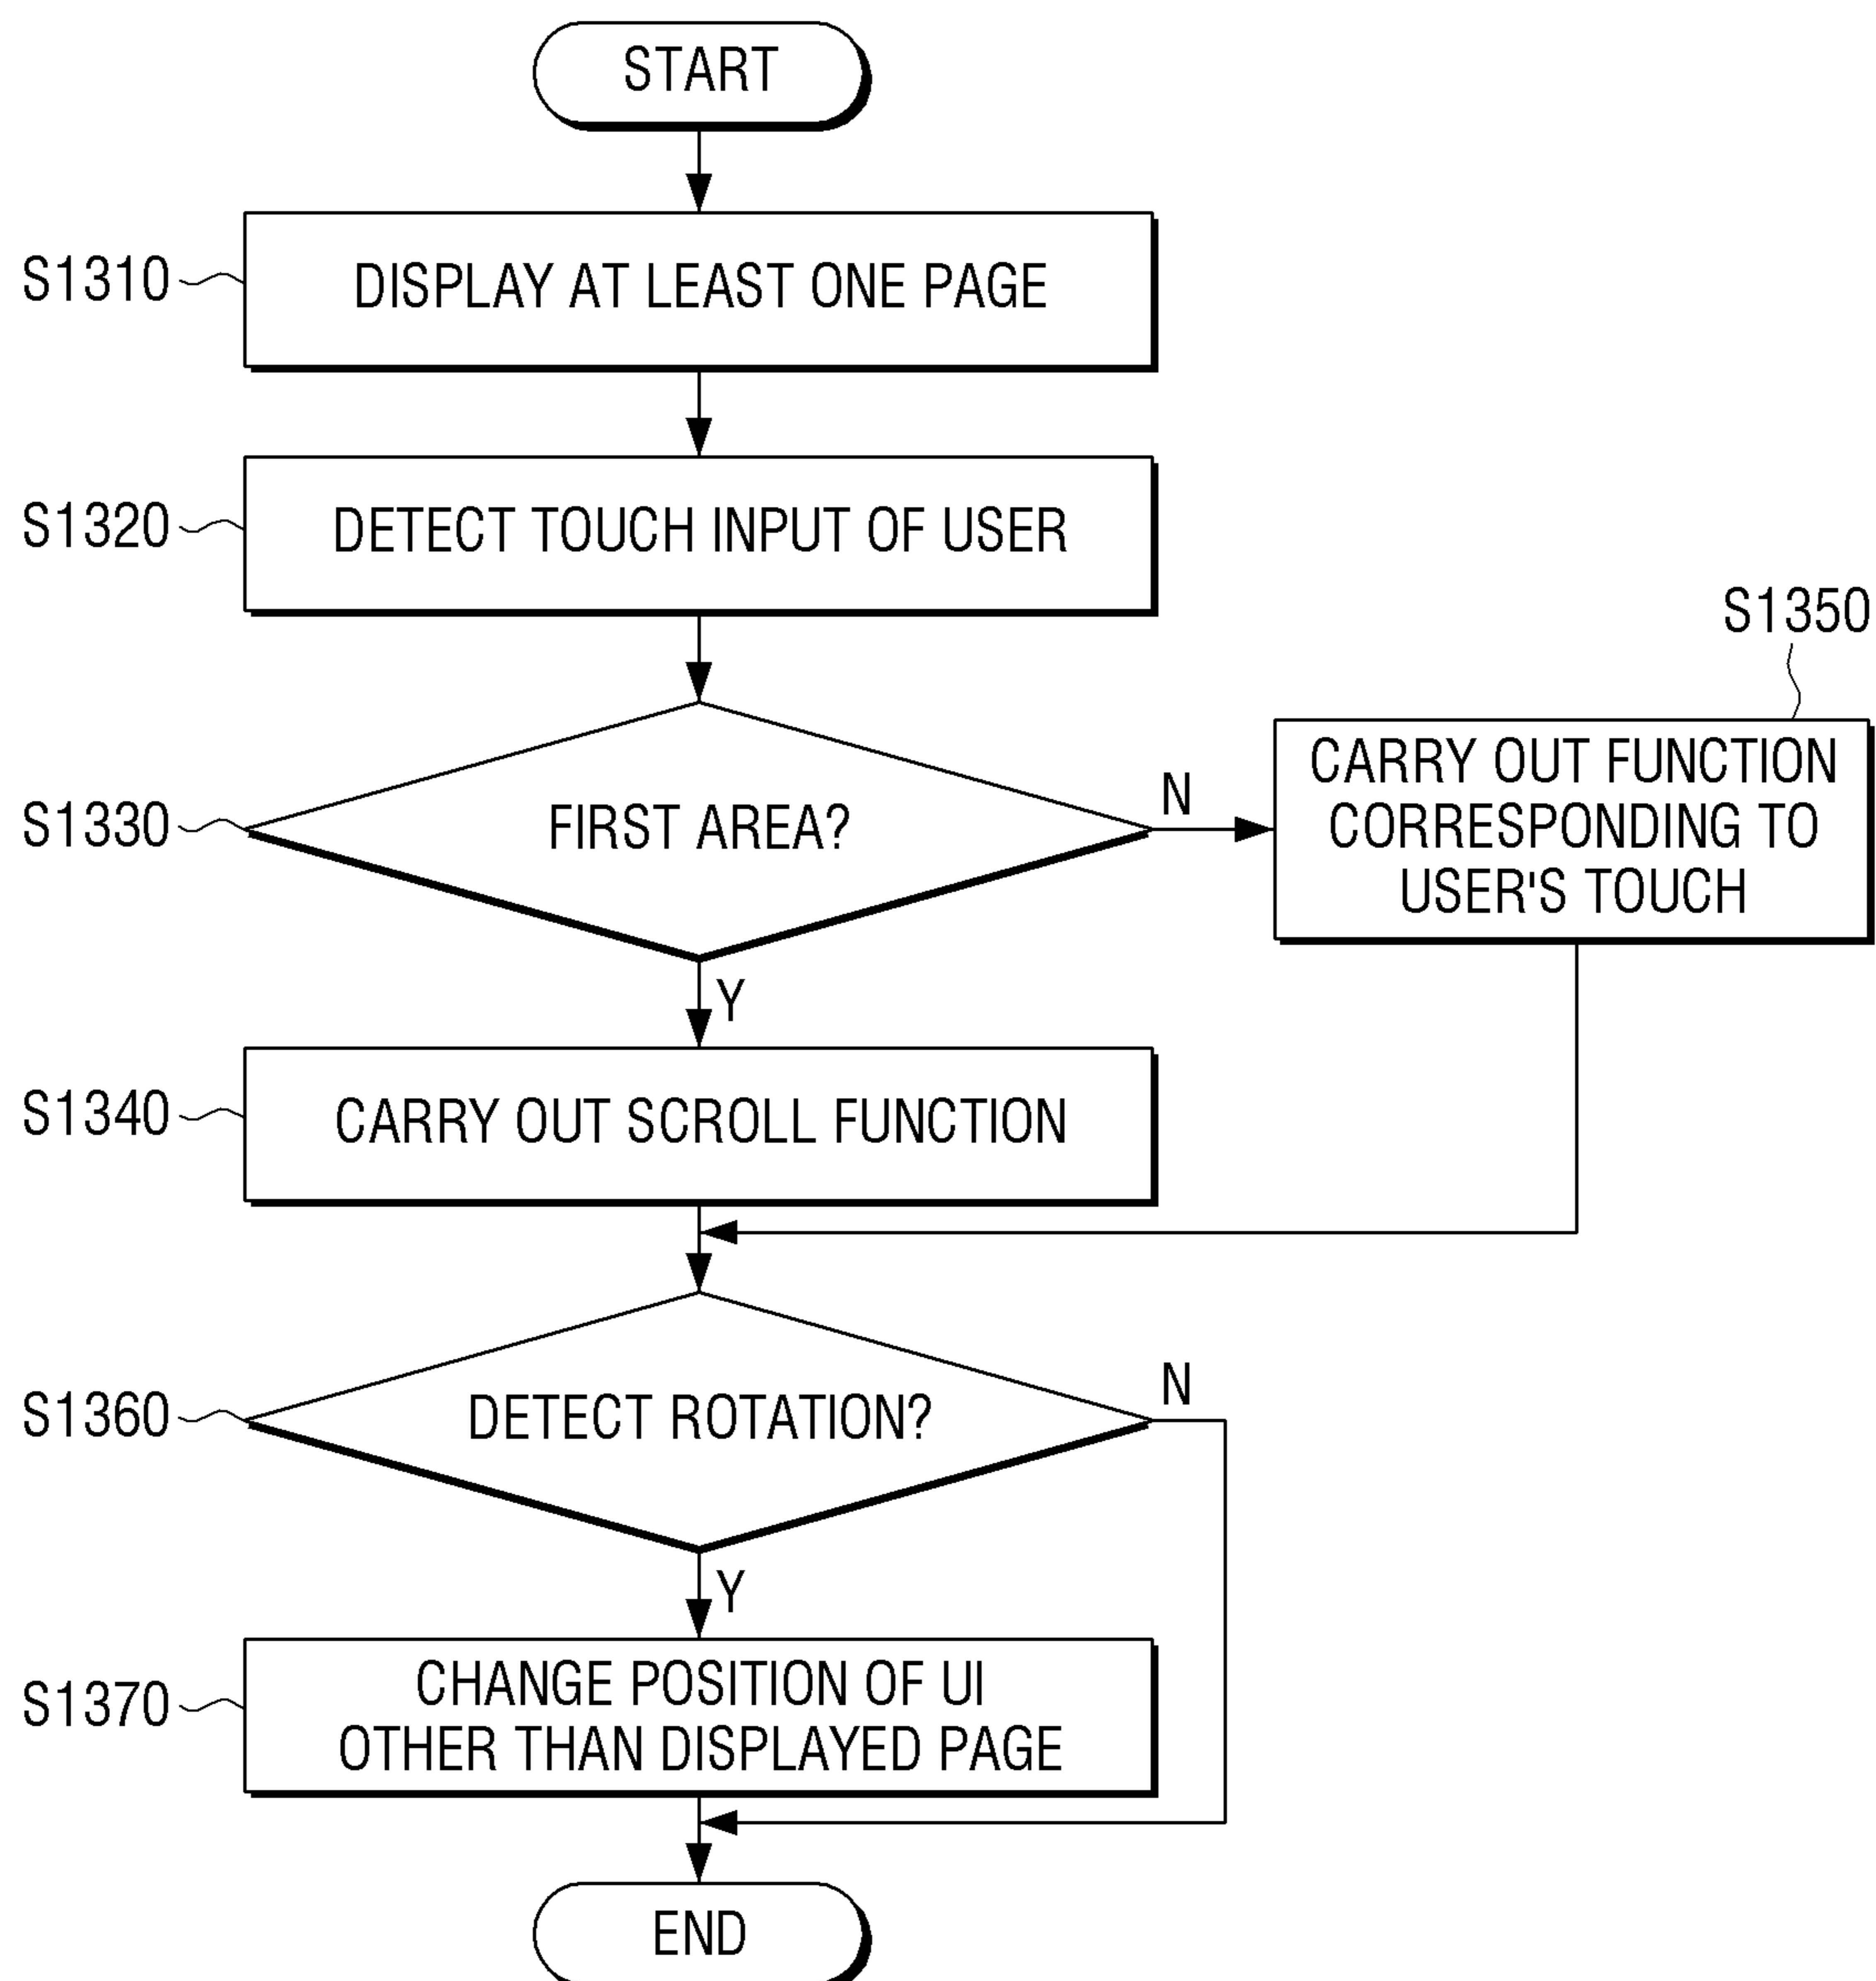 START
S1310
DISPLAY AT LEAST ONE PAGE
S1320
DETECT TOUCH INPUT OF USER
S1350
S1330
FIRST AREA?
N
CARRY OUT FUNCTION
CORRESPONDING TO
USER'S TOUCH
Y
S1340
CARRY OUT SCROLL FUNCTION
S1360
DETECT ROTATION?
N
Y
S1370
CHANGE POSITION OF UI
OTHER THAN DISPLAYED PAGE
END